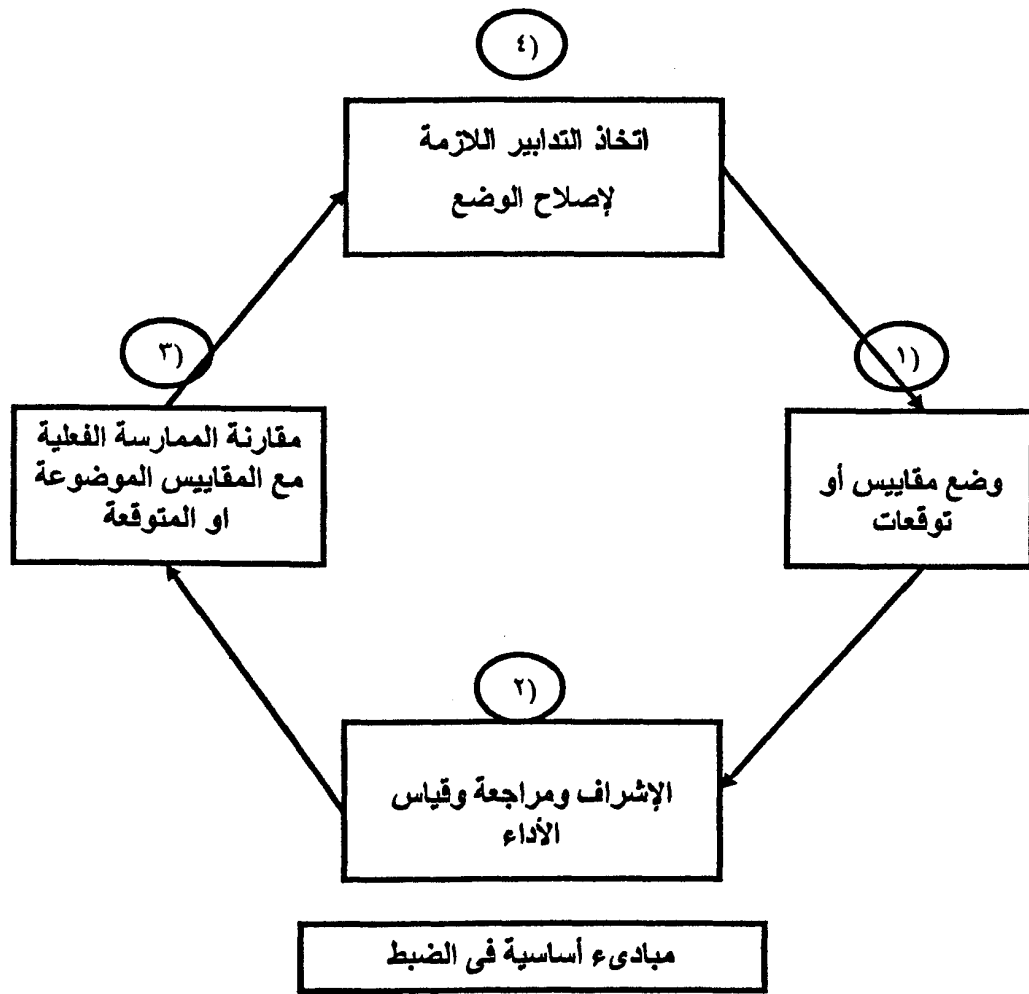 (٤
اتخاذ التدابير اللازمة
لإصلاح الوضع
(١
وضع مقاييس أو
توقعات
(٢
الإشراف ومراجعة وقياس
الأداء
(٣
مقارنة الممارسة الفعلية
مع المقاييس الموضوعة
او المتوقعة
مبادىء أساسية فى الضبط